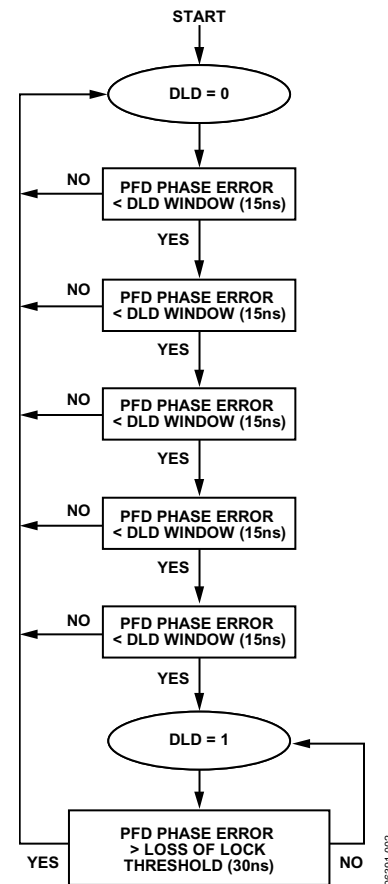 START
DLD = 0
NO
PFD PHASE ERROR
< DLD WINDOW (15ns)
YES
NO
PFD PHASE ERROR
< DLD WINDOW (15ns)
YES
NO
PFD PHASE ERROR
< DLD WINDOW (15ns)
YES
NO
PFD PHASE ERROR
< DLD WINDOW (15ns)
YES
NO
PFD PHASE ERROR
< DLD WINDOW (15ns)
YES
DLD = 1
PFD PHASE ERROR
> LOSS OF LOCK
THRESHOLD (30ns)
YES
NO